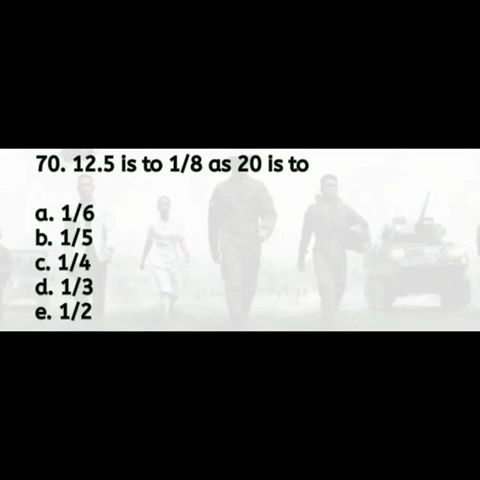 70. 12.5 is to 1/8 as 20 is to
a. 1/6
b. 1/5
c. 1/4
d. 1/3
e. 1/2